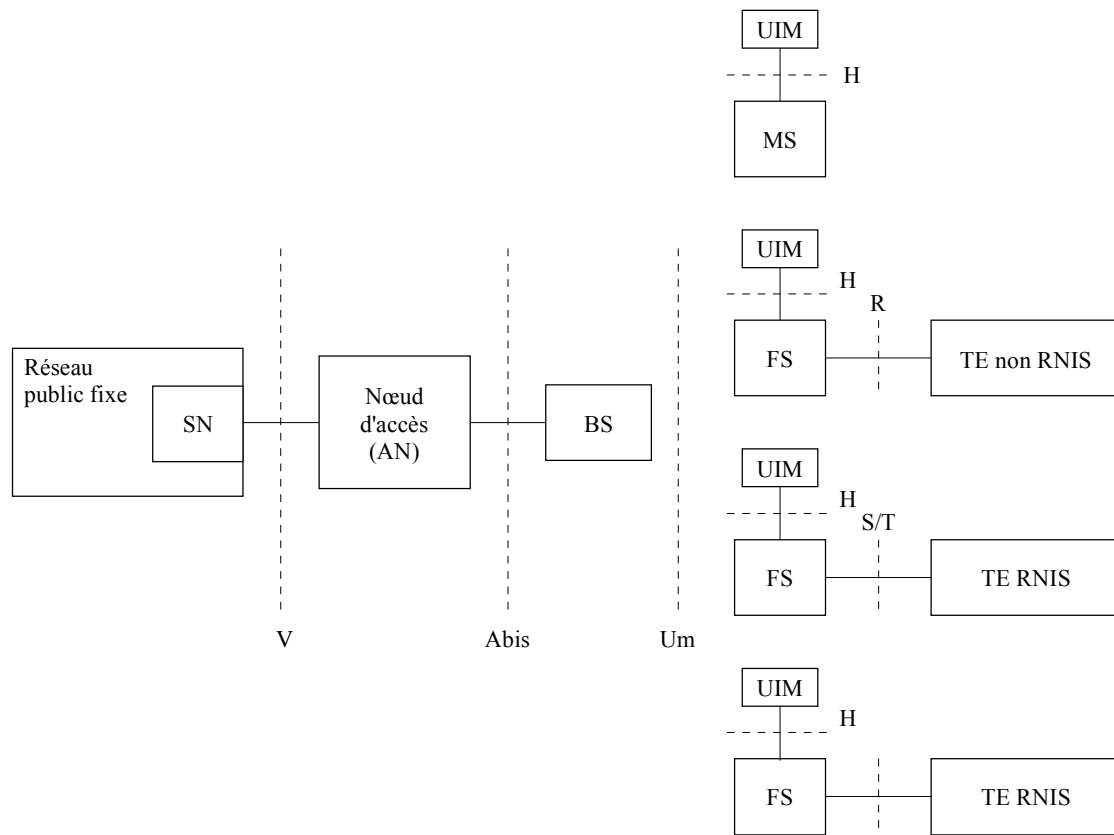 UIM
H
MS
UIM
H
R
FS
TE non RNIS
Réseau
public fixe
SN
Nœud
d'accès
(AN)
BS
UIM
H
S/T
FS
TE RNIS
V
Abis
Um
UIM
H
FS
TE RNIS